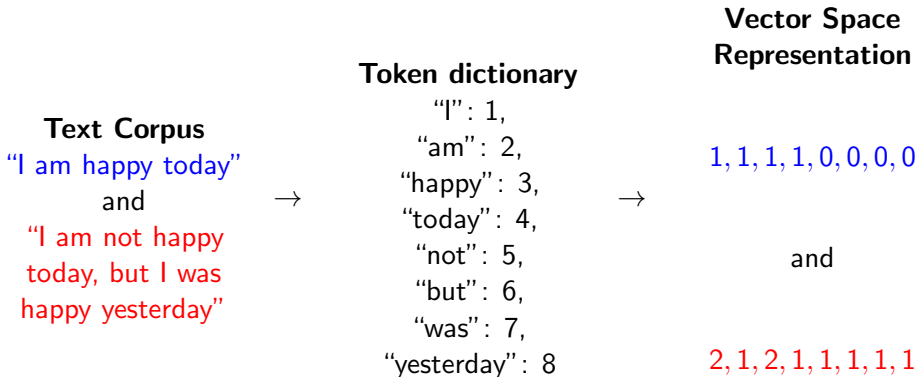 Text Corpus
“I am happy today”
and
“I am not happy
today, but I was
happy yesterday”
→
Token dictionary
“I”: 1,
“am”: 2,
“happy”: 3,
“today”: 4,
“not”: 5,
“but”: 6,
“was”: 7,
“yesterday”: 8
→
Vector Space
Representation
1, 1, 1, 1, 0, 0, 0, 0
and
2, 1, 2, 1, 1, 1, 1, 1